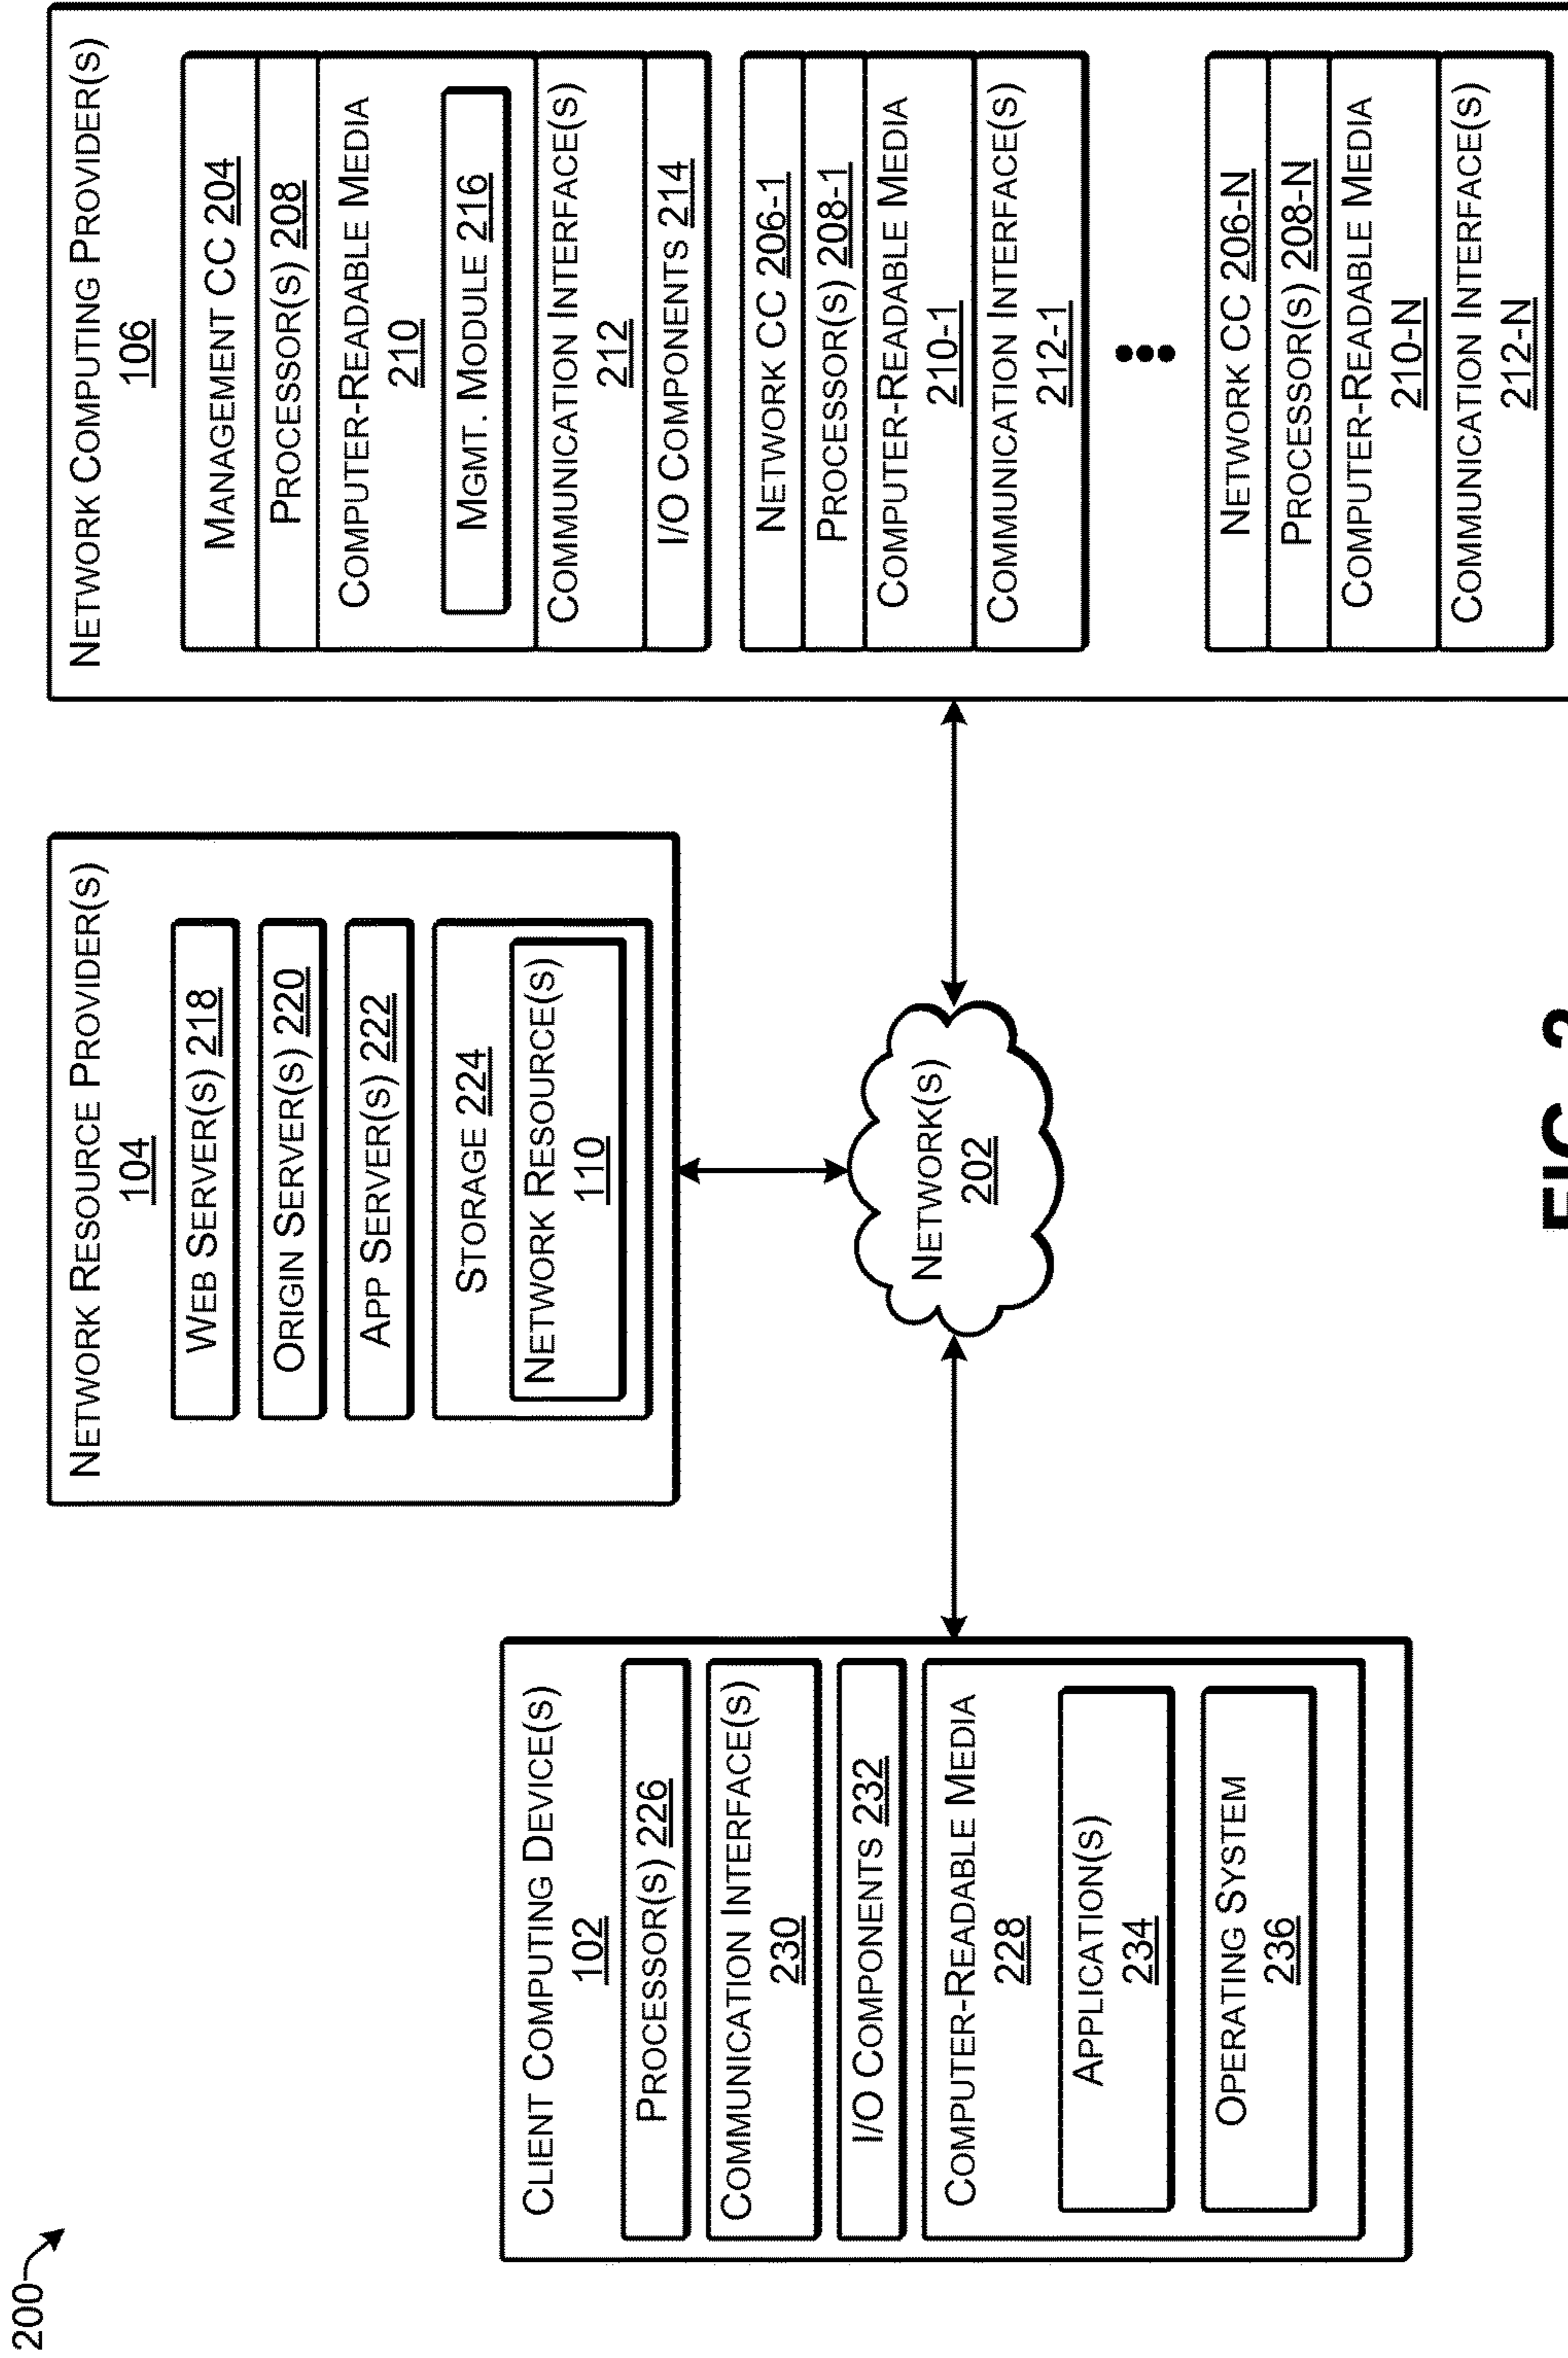 200
CLIENT COMPUTING DEVICE(S)
102
PROCESSOR(S) 226
COMMUNICATION INTERFACE(S)
230
I/O COMPONENTS 232
COMPUTER-READABLE MEDIA
228
APPLICATION(S)
234
OPERATING SYSTEM
236
NETWORK RESOURCE PROVIDER(S)
104
WEB SERVER(S) 218
ORIGIN SERVER(S) 220
APP SERVER(S) 222
STORAGE 224
NETWORK RESOURCE(S)
110
NETWORK(S)
202
NETWORK COMPUTING PROVIDER(S)
106
MANAGEMENT CC 204
PROCESSOR(S) 208
COMPUTER-READABLE MEDIA
210
MGMT. MODULE 216
COMMUNICATION INTERFACE(S)
212
I/O COMPONENTS 214
NETWORK CC 206-1
PROCESSOR(S) 208-1
COMPUTER-READABLE MEDIA
210-1
COMMUNICATION INTERFACE(S)
212-1
NETWORK CC 206-N
PROCESSOR(S) 208-N
COMPUTER-READABLE MEDIA
210-N
COMMUNICATION INTERFACE(S)
212-N